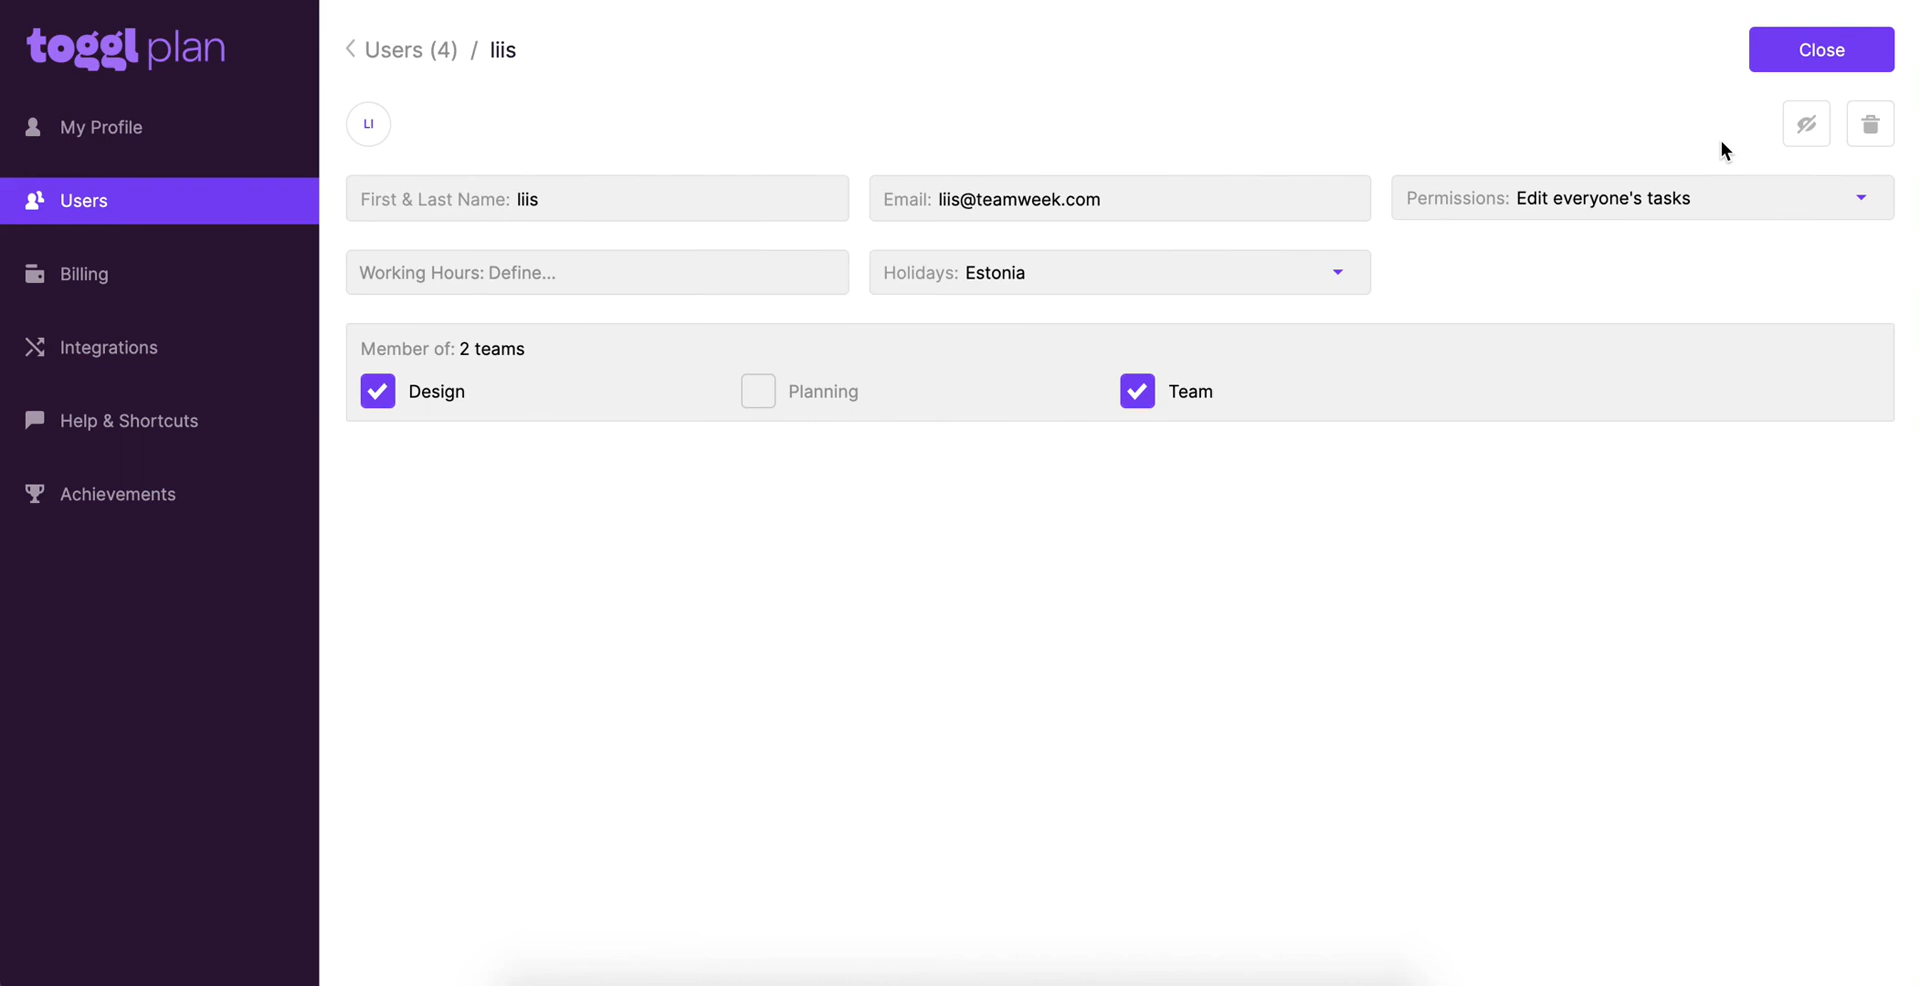 toggl plan
My Profile
Users
Billing
Integrations
Help & Shortcuts
Achievements
Users (4) / liis
Close
LI
First & Last Name: liis
Email: liis@teamweek.com
Permissions: Edit everyone's tasks
Working Hours: Define...
Holidays: Estonia
Member of: 2 teams
Design
Planning
Team